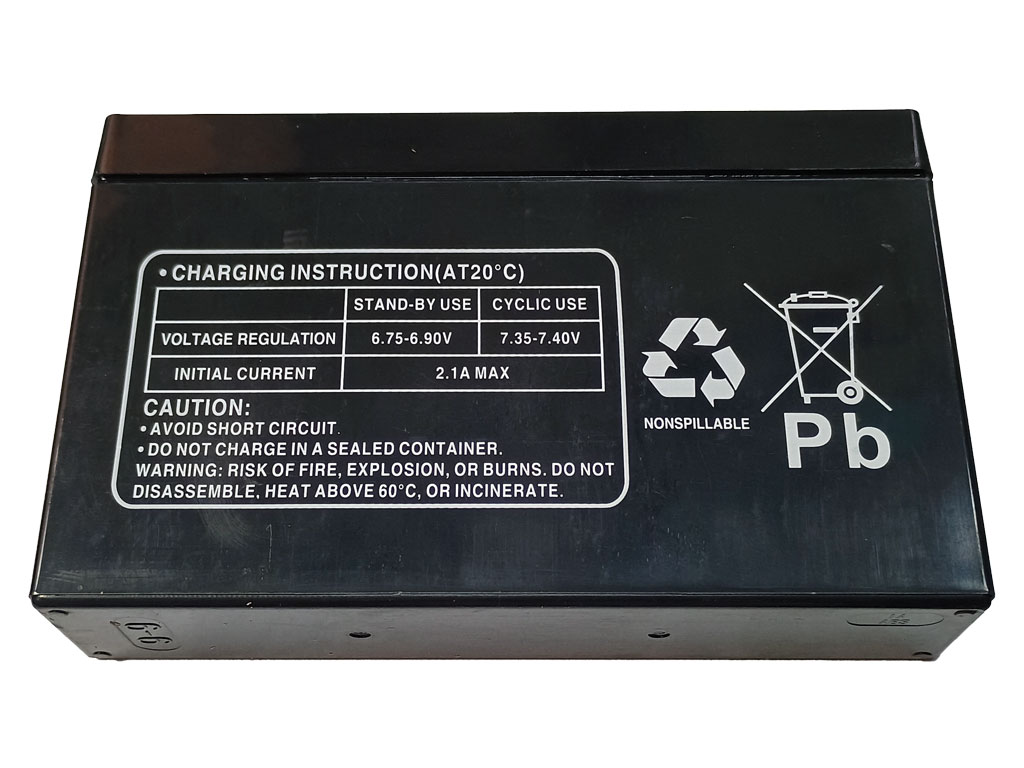 • CHARGING INSTRUCTION(AT20°C)
STAND-BY USE CYCLIC USE
VOLTAGE REGULATION 6.75-6.90V 7.35-7.40V
INITIAL CURRENT 2.1A MAX
CAUTION:
• AVOID SHORT CIRCUIT.
• DO NOT CHARGE IN A SEALED CONTAINER.
WARNING: RISK OF FIRE, EXPLOSION, OR BURNS. DO NOT
DISASSEMBLE, HEAT ABOVE 60°C, OR INCINERATE.
NONSPILLABLE
Pb